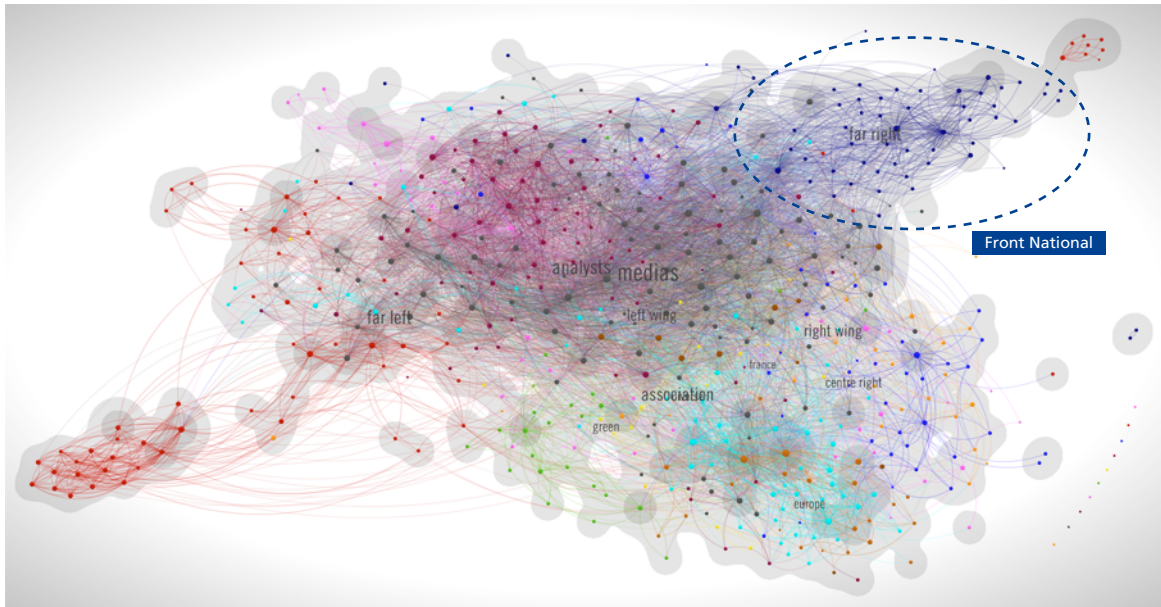 far right
Front National
analysts
medias
far left
left wing
right wing
france
centre right
association
green
europe